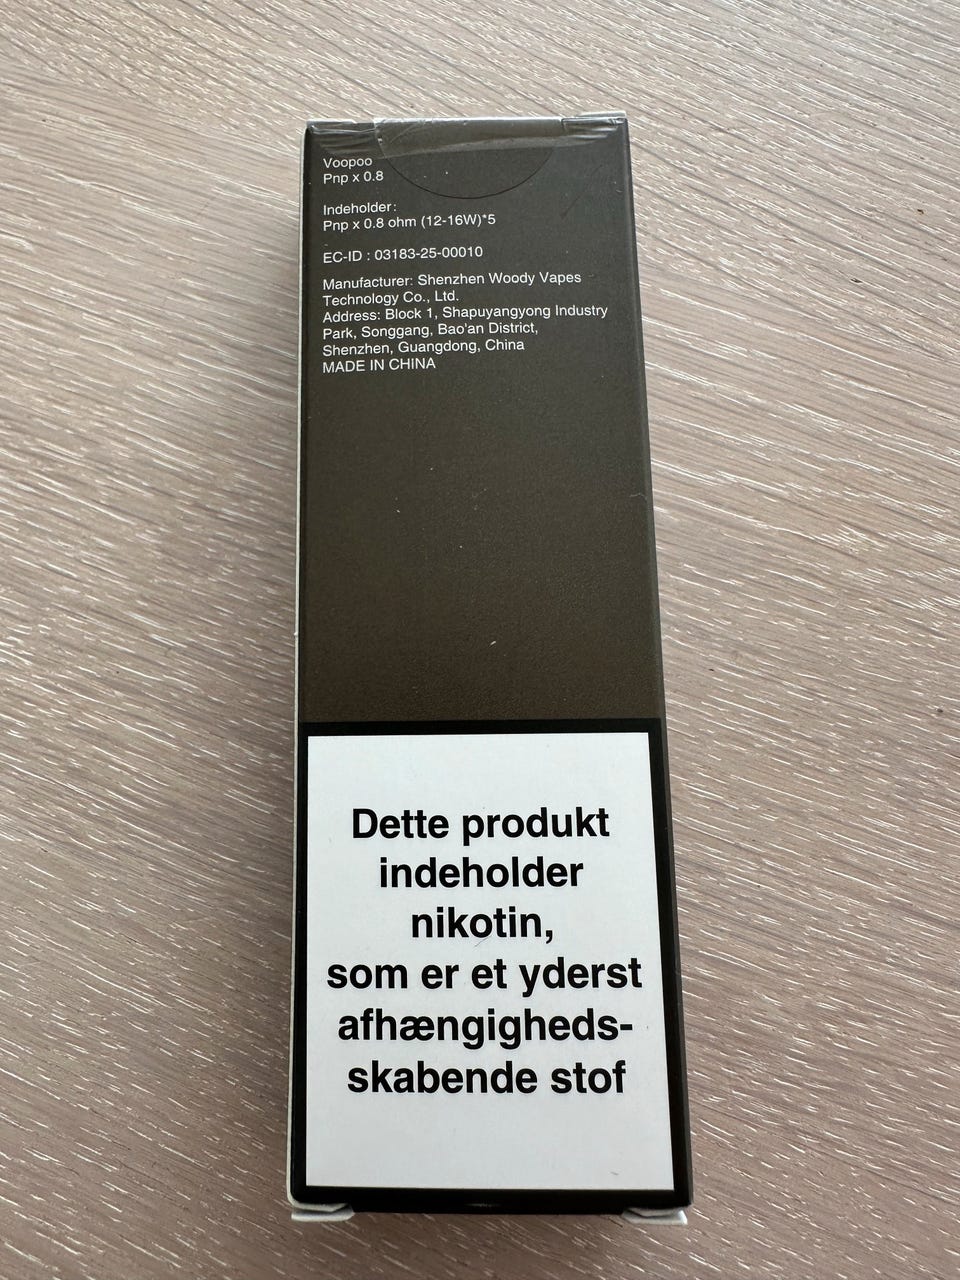 Voopoo
Pnp x 0.8
Indeholder:
Pnp x 0.8 ohm (12-16W)*5
EC-ID : 03183-25-00010
Manufacturer: Shenzhen Woody Vapes
Technology Co., Ltd.
Address: Block 1, Shapuyangyong Industry
Park, Songgang, Bao'an District,
Shenzhen, Guangdong, China
MADE IN CHINA
Dette produkt
indeholder
nikotin,
som er et yderst
afhængigheds-
skabende stof